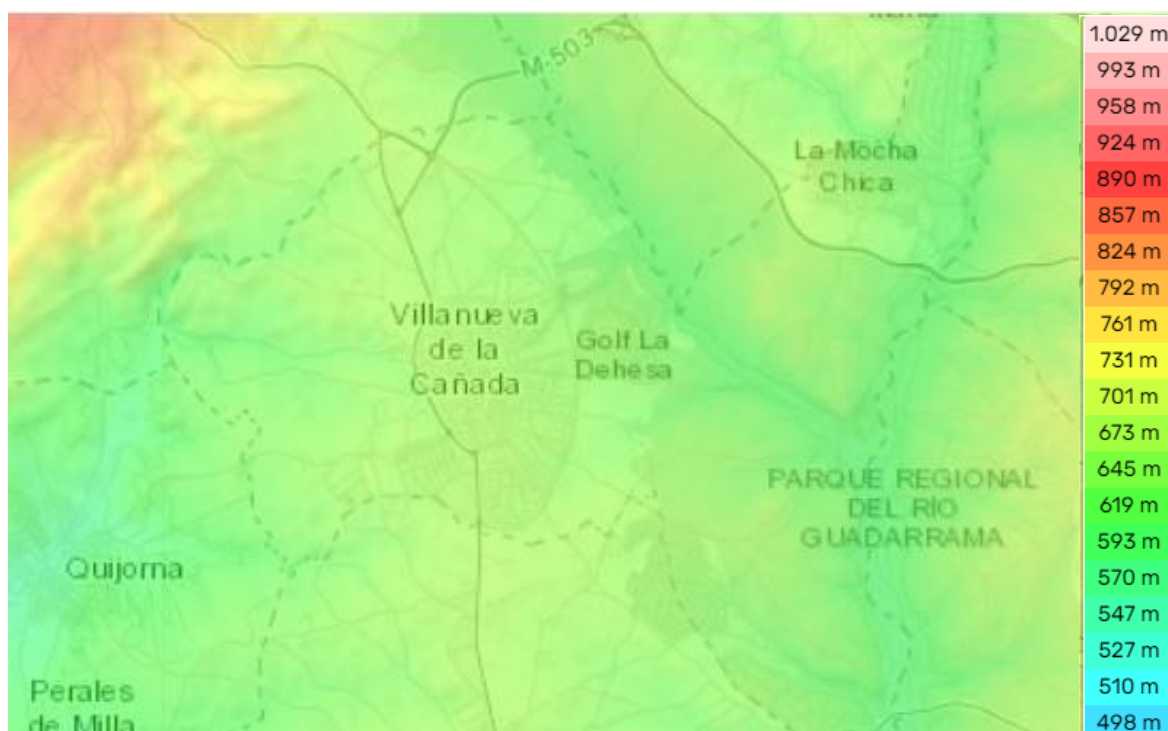 M-503
La Mocha
Chica
Villanueva
de la
Cañada
Golf La
Dehesa
PARQUE REGIONAL
DEL RÍO
GUADARRAMA
Quijorna
Perales
de Milla
1.029 m
993 m
958 m
924 m
890 m
857 m
824 m
792 m
761 m
731 m
701 m
673 m
645 m
619 m
593 m
570 m
547 m
527 m
510 m
498 m